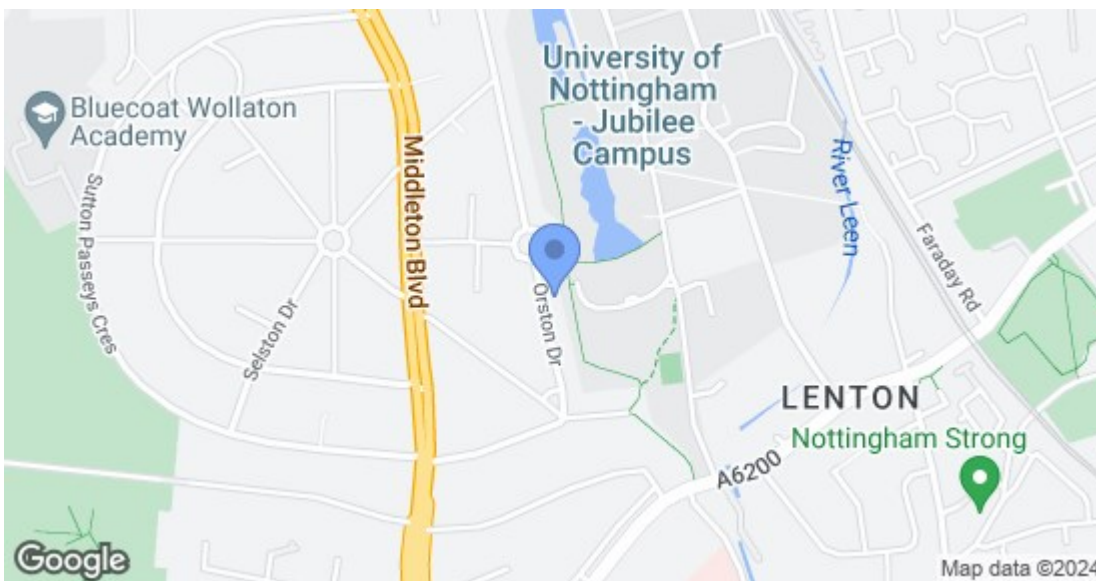 University of
Nottingham
- Jubilee
Campus
Bluecoat Wollaton
Academy
Middleton Blvd
River Leen
Sutton Passeys Cres
Faraday Rd
Orston Dr
Selston Dr
LENTON
Nottingham Strong
A6200
Google
Map data ©2024